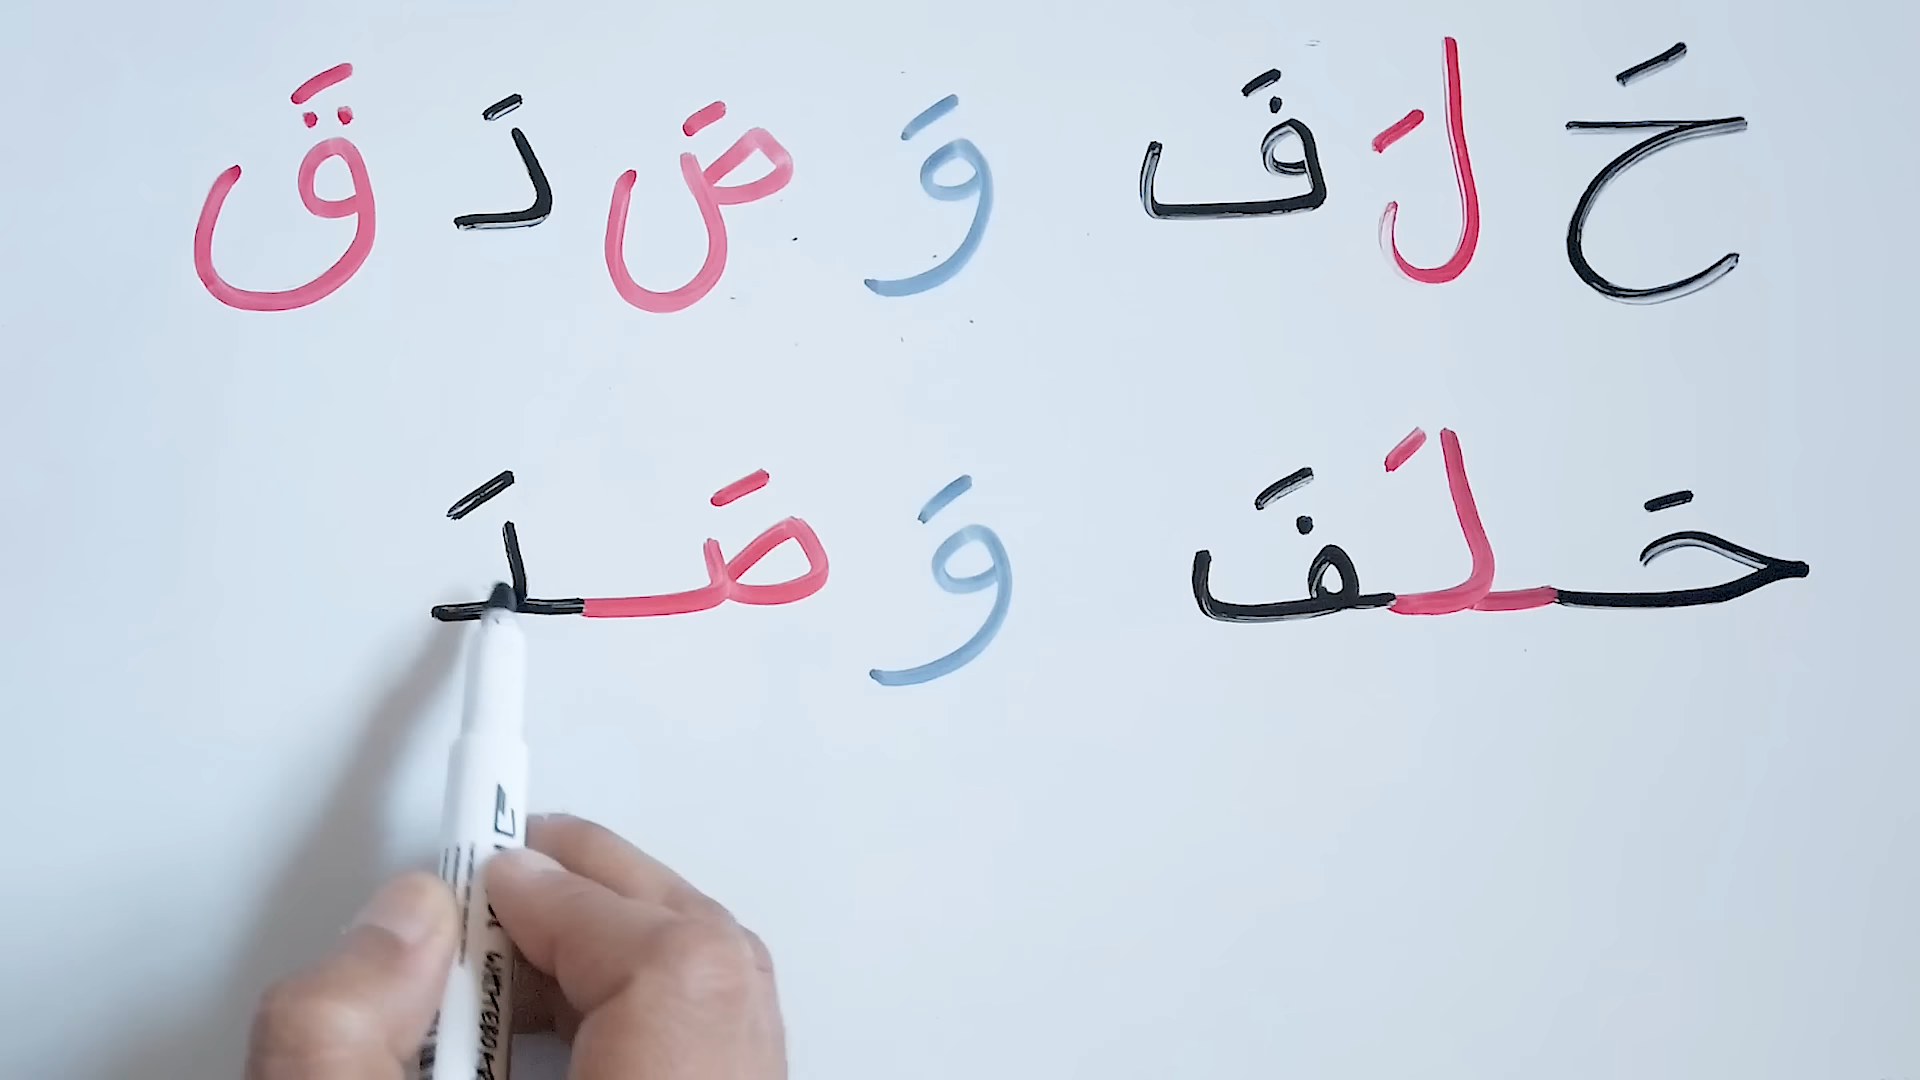 حَ لَ فَ وَ صَ دَ قَ
حَلَفَ وَ صَدَ